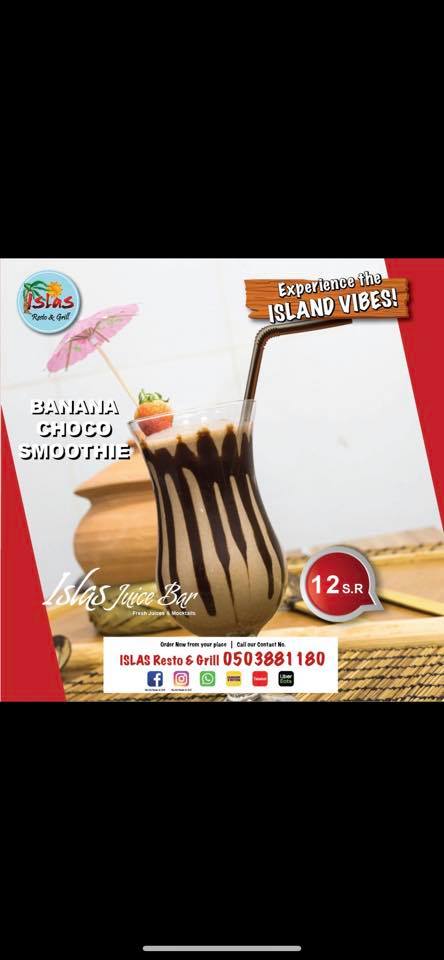 Islas
Resto & Grill
Experience the
ISLAND VIBES!
BANANA
CHOCO
SMOOTHIE
Islas Juice Bar
Fresh Juices & Mocktails
12 S.R
Order Now from your place | Call our Contact No.
ISLAS Resto & Grill 0503881180
Uber
Eats